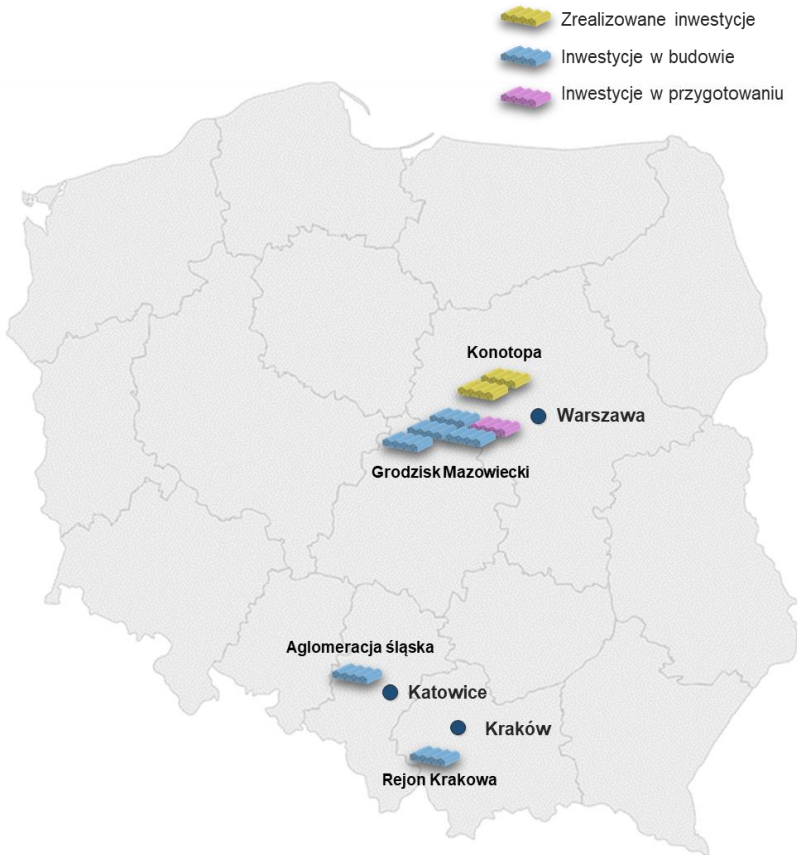 Zrealizowane inwestycje
Inwestycje w budowie
Inwestycje w przygotowaniu
Konotopa
Warszawa
Grodzisk Mazowiecki
Aglomeracja śląska
Katowice
Kraków
Rejon Krakowa